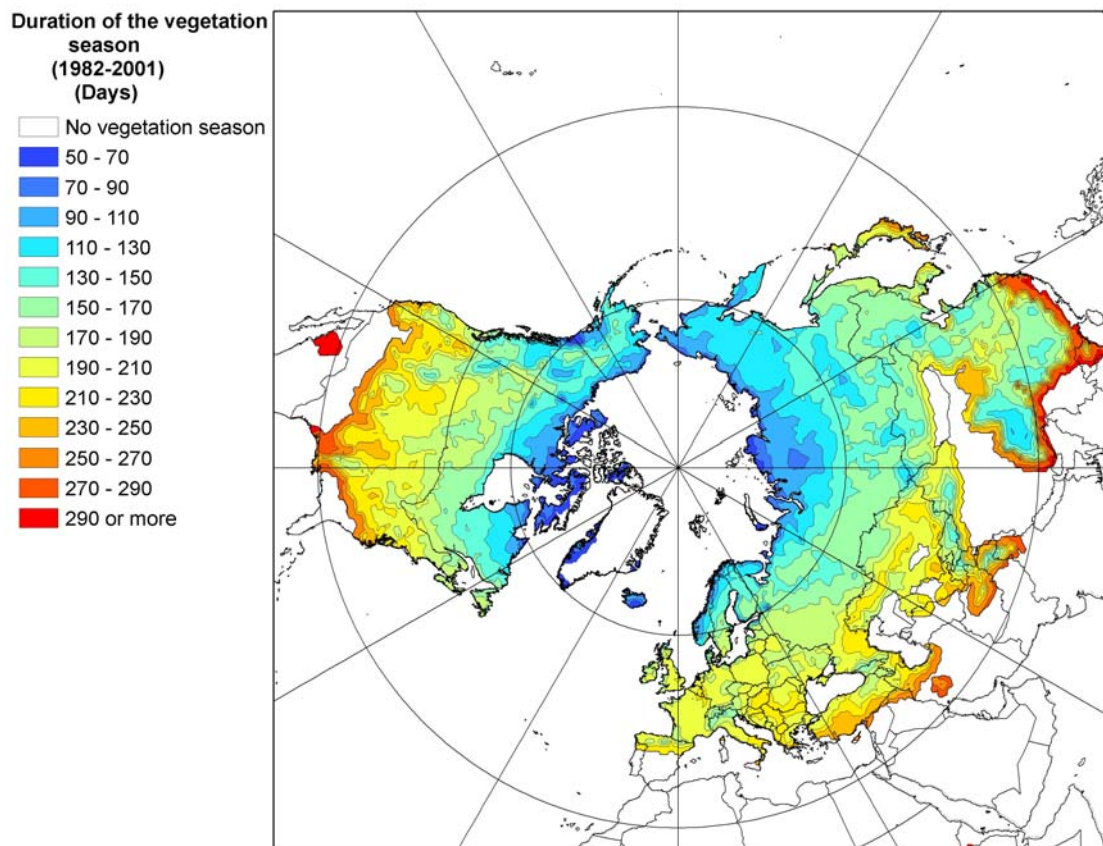 Duration of the vegetation
season
(1982-2001)
(Days)
No vegetation season
50 - 70
70 - 90
90 - 110
110 - 130
130 - 150
150 - 170
170 - 190
190 - 210
210 - 230
230 - 250
250 - 270
270 - 290
290 or more